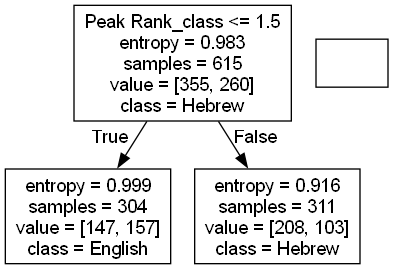 Peak Rank_class <= 1.5
entropy = 0.983
samples = 615
value = [355, 260]
class = Hebrew
True
False
entropy = 0.999
samples = 304
value = [147, 157]
class = English
entropy = 0.916
samples = 311
value = [208, 103]
class = Hebrew